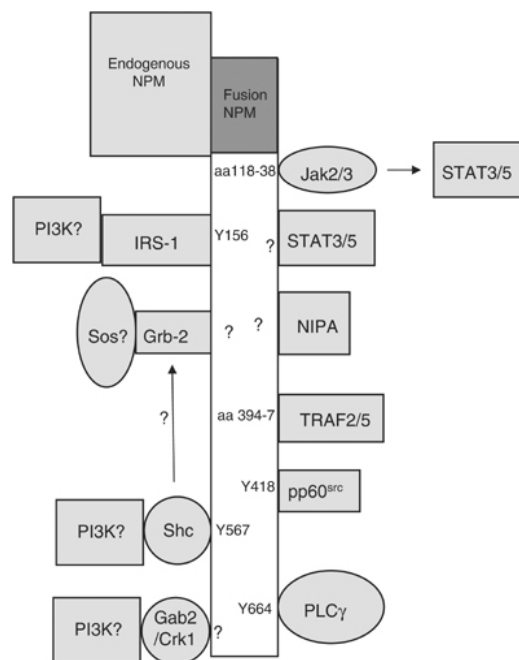 Endogenous
NPM
Fusion
NPM
aa118-38
Jak2/3
STAT3/5
PI3K?
IRS-1
Y156
?
STAT3/5
Sos?
Grb-2
?
?
NIPA
?
aa 394-7
TRAF2/5
Y418
pp60src
PI3K?
Shc
Y567
Y664
PLCγ
PI3K?
Gab2
/Crk1
?